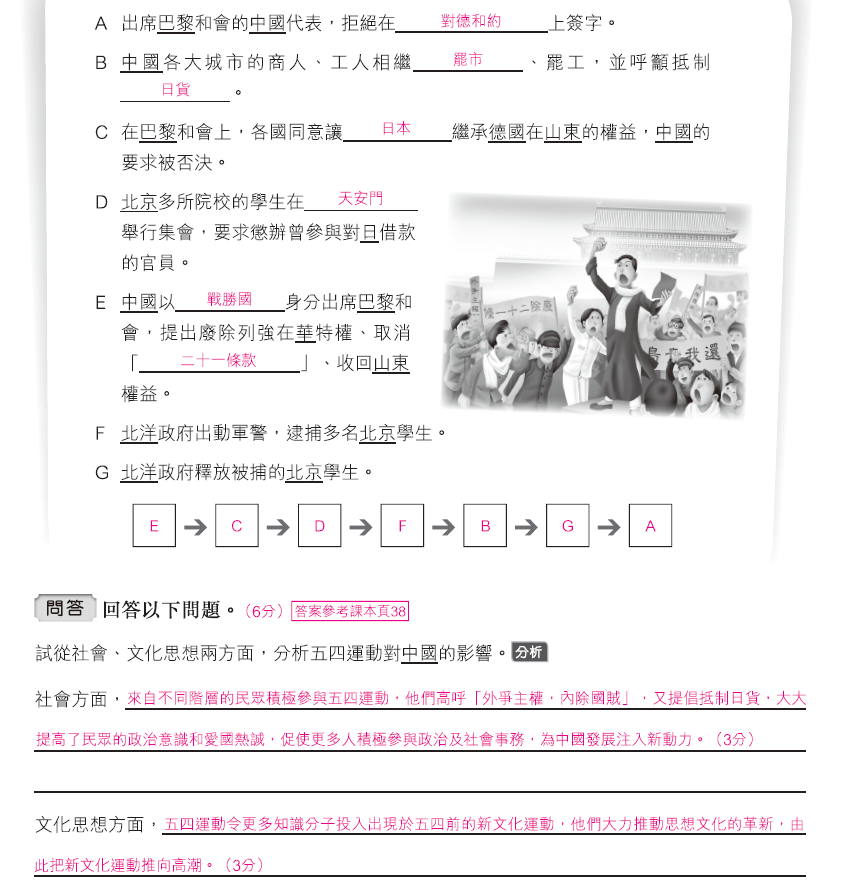 A 出席巴黎和會的中國代表，拒絕在對德和約上簽字。
B 中國各大城市的商人、工人相繼罷市、罷工，並呼籲抵制
日貨。
C 在巴黎和會上，各國同意讓日本繼承德國在山東的權益，中國的
要求被否決。
D 北京多所院校的學生在天安門
舉行集會，要求懲辦曾參與對日借款
的官員。
E 中國以戰勝國身分出席巴黎和
會，提出廢除列強在華特權、取消
「二十一條款」、收回山東
權益。
廢除二十一條
還我青島
F 北洋政府出動軍警，逮捕多名北京學生。
G 北洋政府釋放被捕的北京學生。
E → C → D → F → B → G → A
問答 回答以下問題。（6分） 答案參考課本頁38
試從社會、文化思想兩方面，分析五四運動對中國的影響。 分析
社會方面，來自不同階層的民眾積極參與五四運動，他們高呼「外爭主權，內除國賊」，又提倡抵制日貨，大大
提高了民眾的政治意識和愛國熱誠，促使更多人積極參與政治及社會事務，為中國發展注入新動力。（3分）
文化思想方面，五四運動令更多知識分子投入出現於五四前的新文化運動，他們大力推動思想文化的革新，由
此把新文化運動推向高潮。（3分）